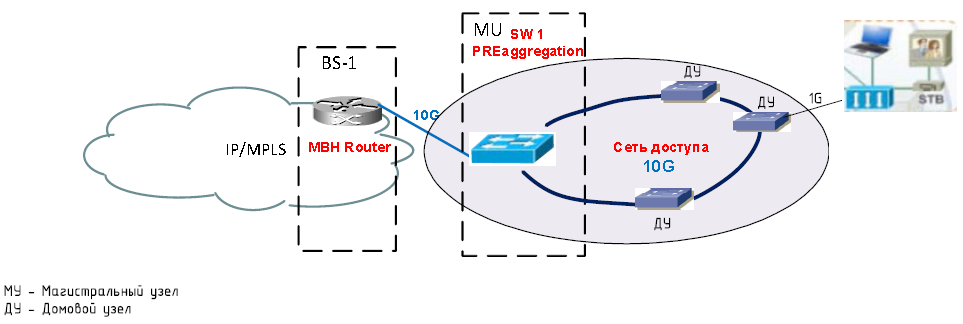 MU
SW 1
PREaggregation
BS-1
ДУ
ДУ
1G
STB
10G
IP/MPLS
MBH Router
Сеть доступа
10G
ДУ
МУ - Магистральный узел
ДУ - Домовой узел